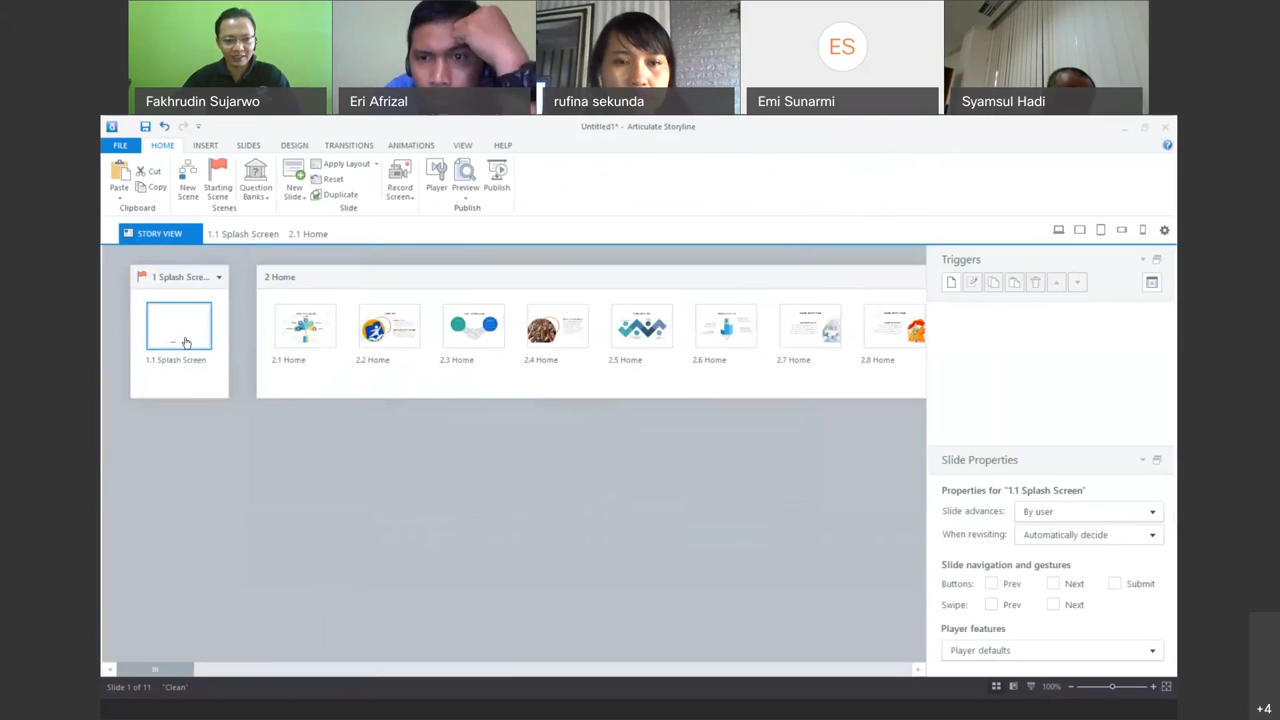 ES
Fakhrudin Sujarwo
Eri Afrizal
rufina sekunda
Emi Sunarmi
Syamsul Hadi
Untitled1* - Articulate Storyline
FILE HOME INSERT SLIDES DESIGN TRANSITIONS ANIMATIONS VIEW HELP
Paste Cut Copy
Clipboard
New Scene Starting Scene Question Banks
Scenes
New Slide Apply Layout Reset Duplicate
Slide
Record Screen
Player Preview Publish
Publish
STORY VIEW 1.1 Splash Screen 2.1 Home
1 Splash Scre...
2 Home
1.1 Splash Screen
2.1 Home 2.2 Home 2.3 Home 2.4 Home 2.5 Home 2.6 Home 2.7 Home 2.8 Home
Triggers
Slide Properties
Properties for "1.1 Splash Screen"
Slide advances: By user
When revisiting: Automatically decide
Slide navigation and gestures
Buttons: Prev Next Submit
Swipe: Prev Next
Player features
Player defaults
Slide 1 of 11 "Clean" 100%
+4